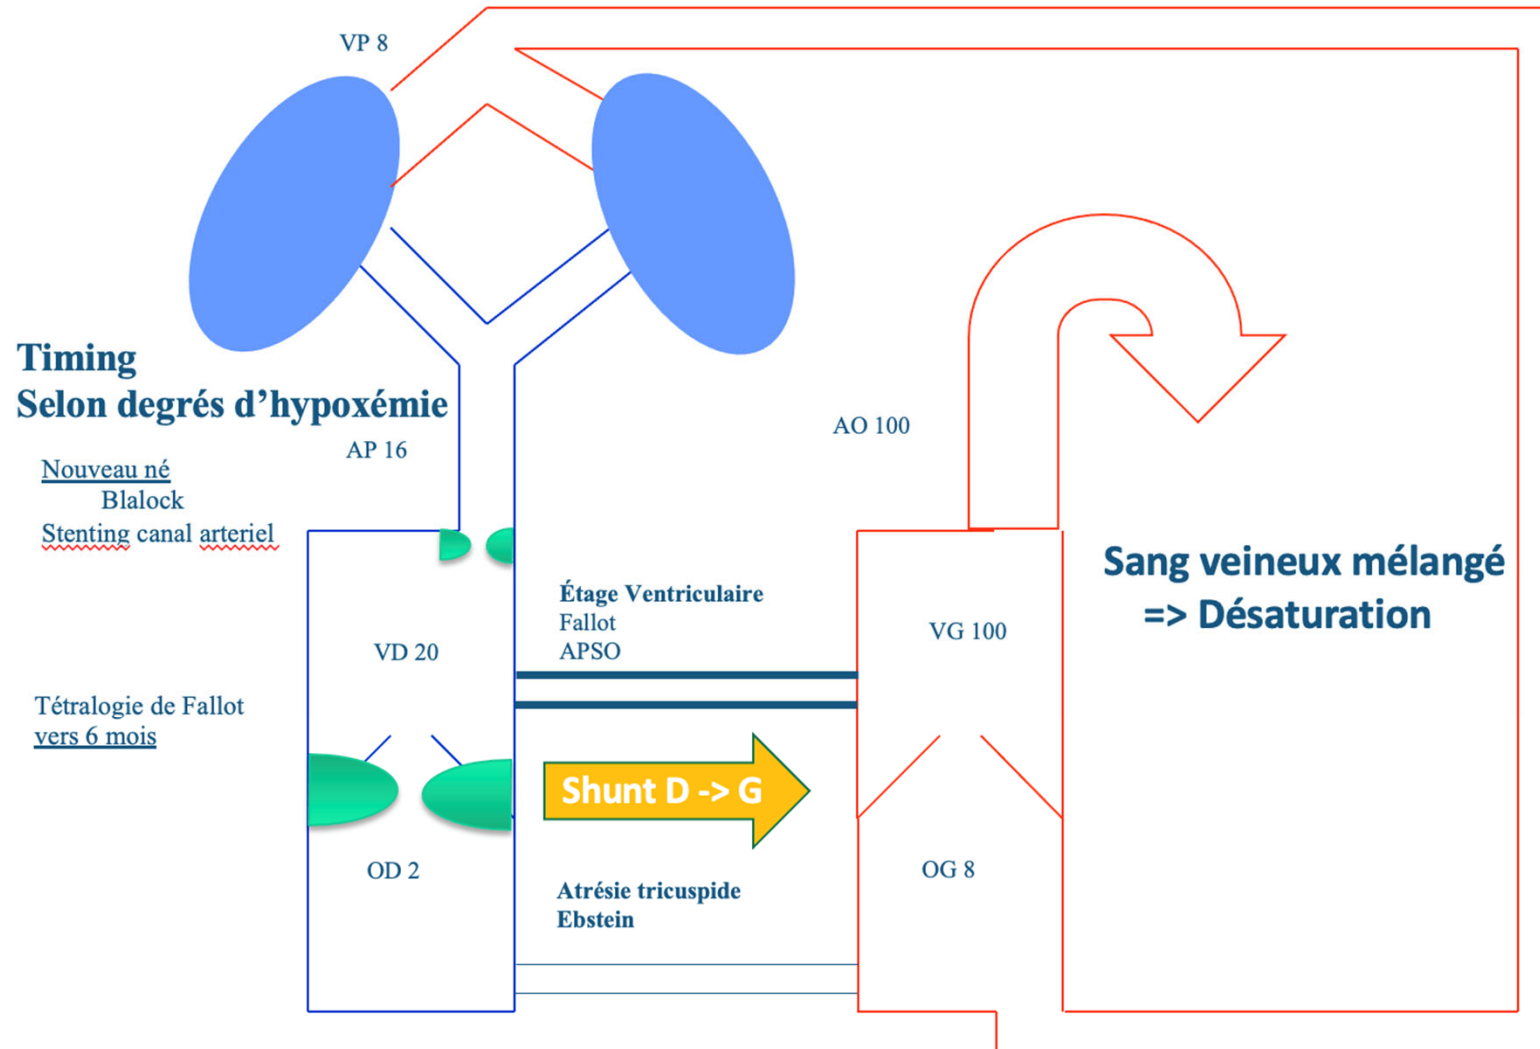 VP 8
Timing
Selon degrés d’hypoxémie
AP 16
Nouveau né
Blalock
Stenting canal arteriel
AO 100
Sang veineux mélangé
=> Désaturation
Étage Ventriculaire
Fallot
APSO
VD 20
VG 100
Tétralogie de Fallot
vers 6 mois
Shunt D -> G
OD 2
OG 8
Atrésie tricuspide
Ebstein